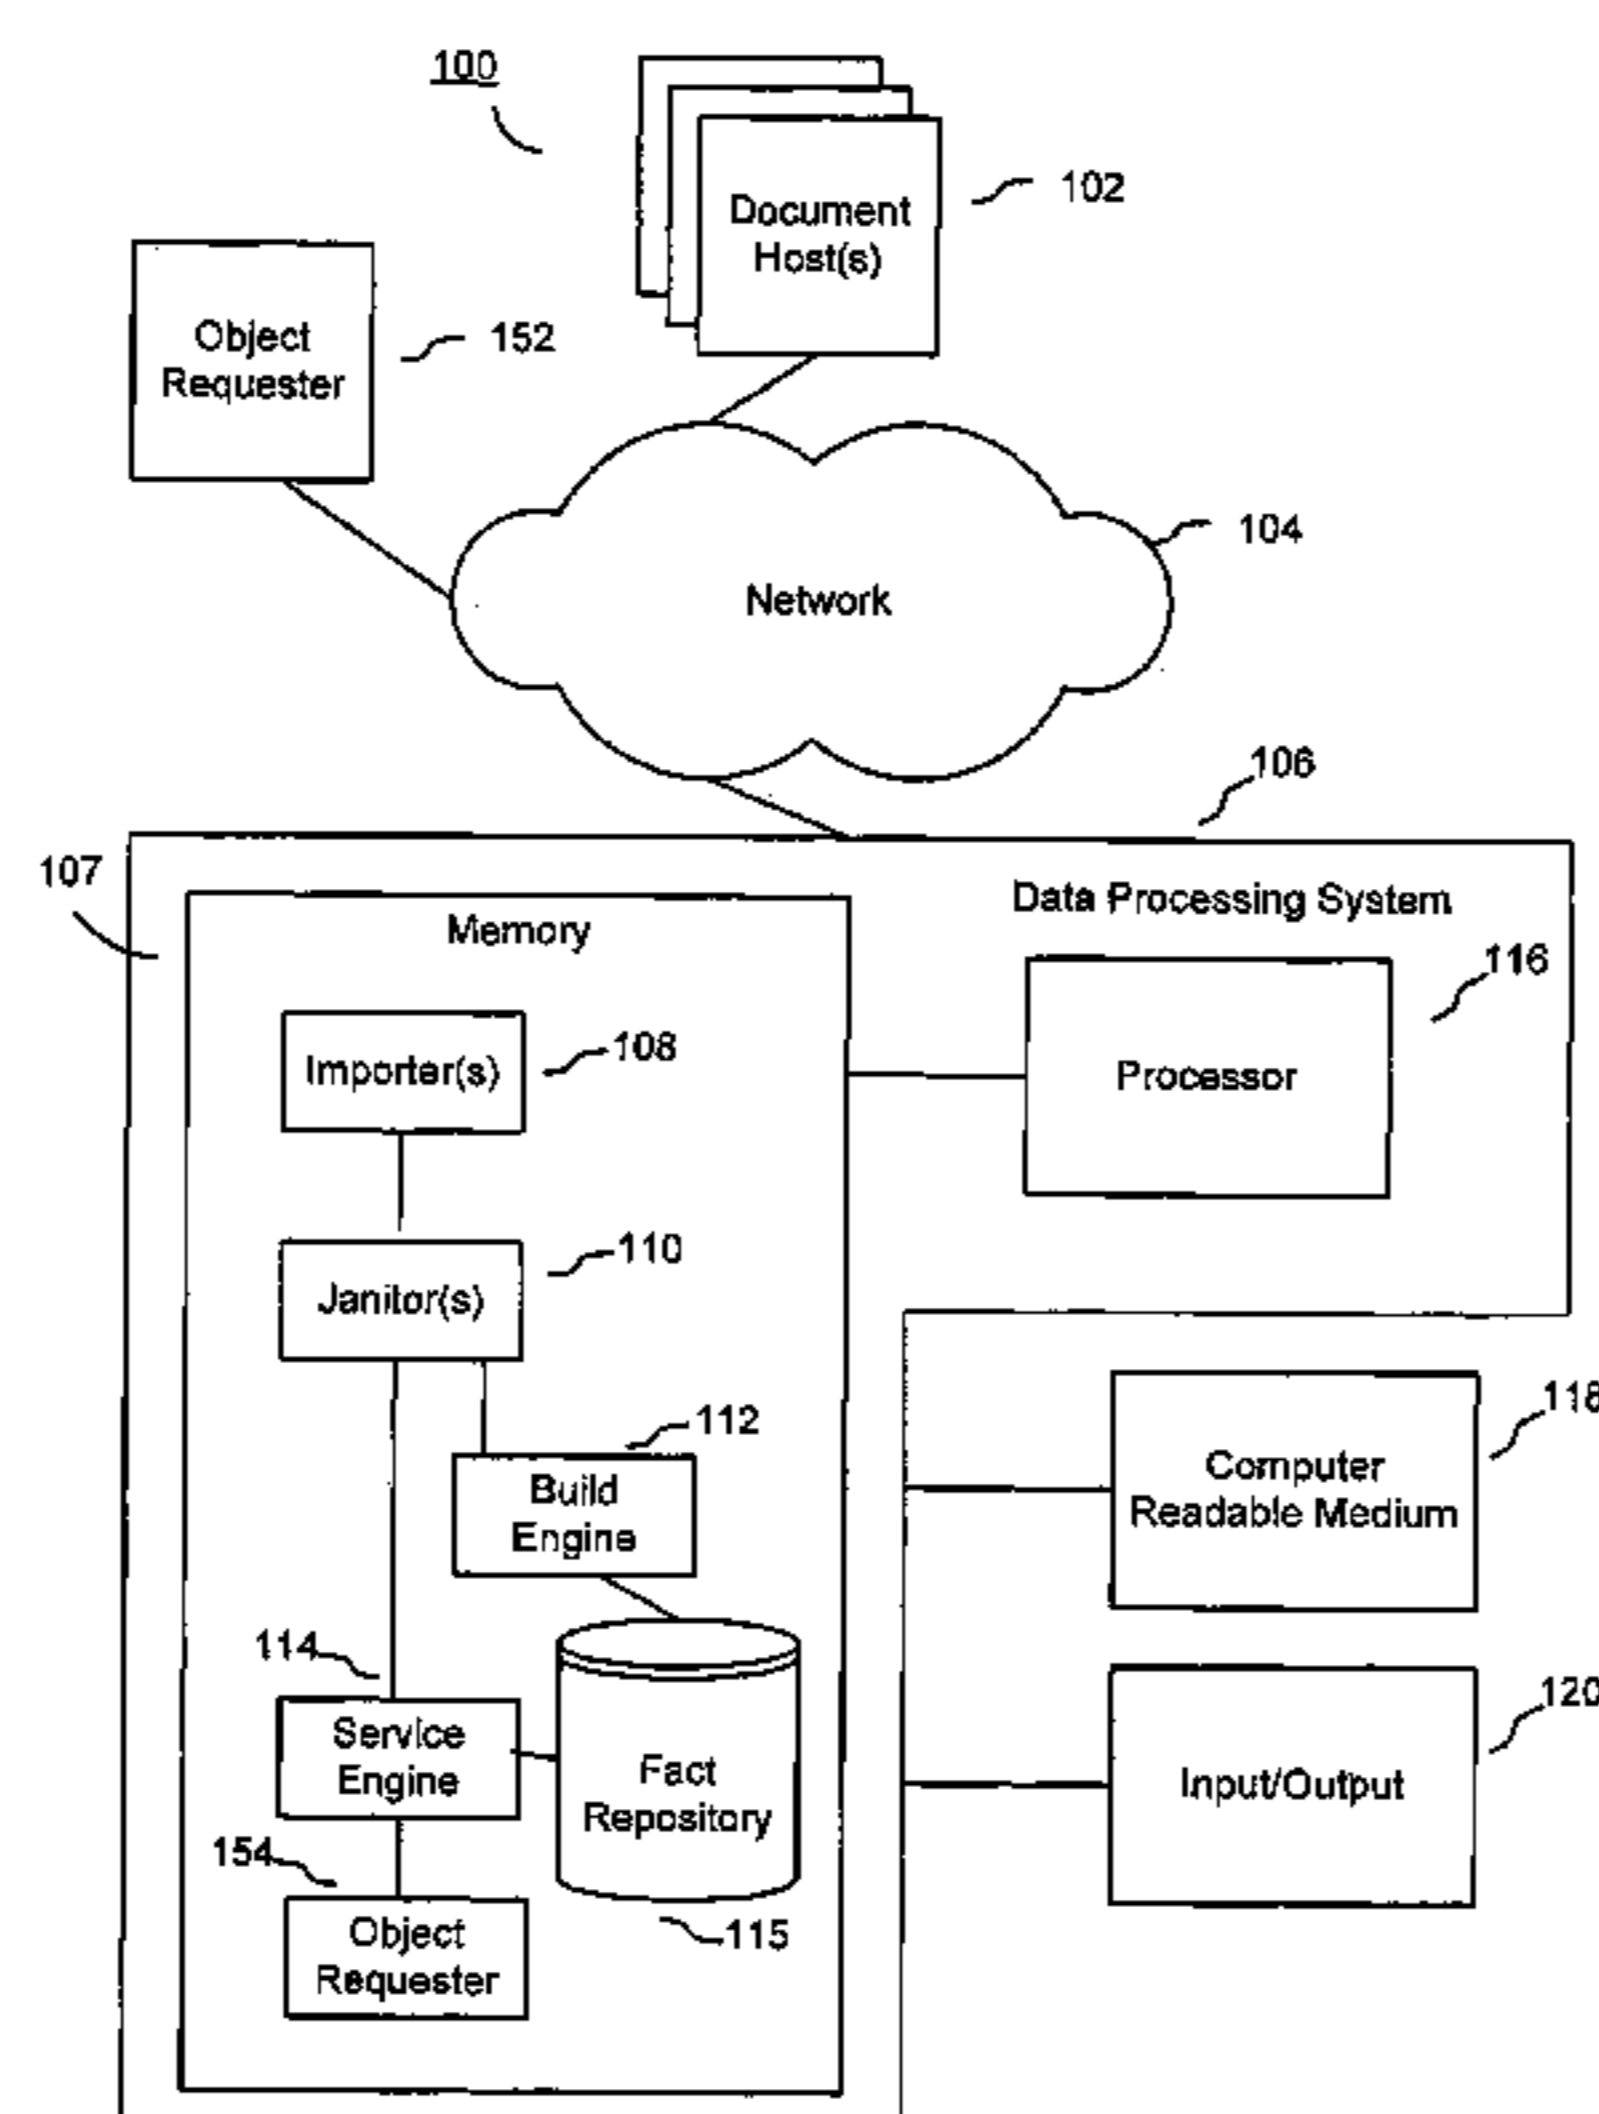 100
Document
Host(s)
102
Object
Requester
152
104
Network
106
107
Data Processing System
Memory
116
Importer(s)
108
Processor
110
Janitor(s)
112
118
Build
Engine
Computer
Readable Medium
114
120
Service
Engine
Fact
Repository
Input/Output
154
115
Object
Requester